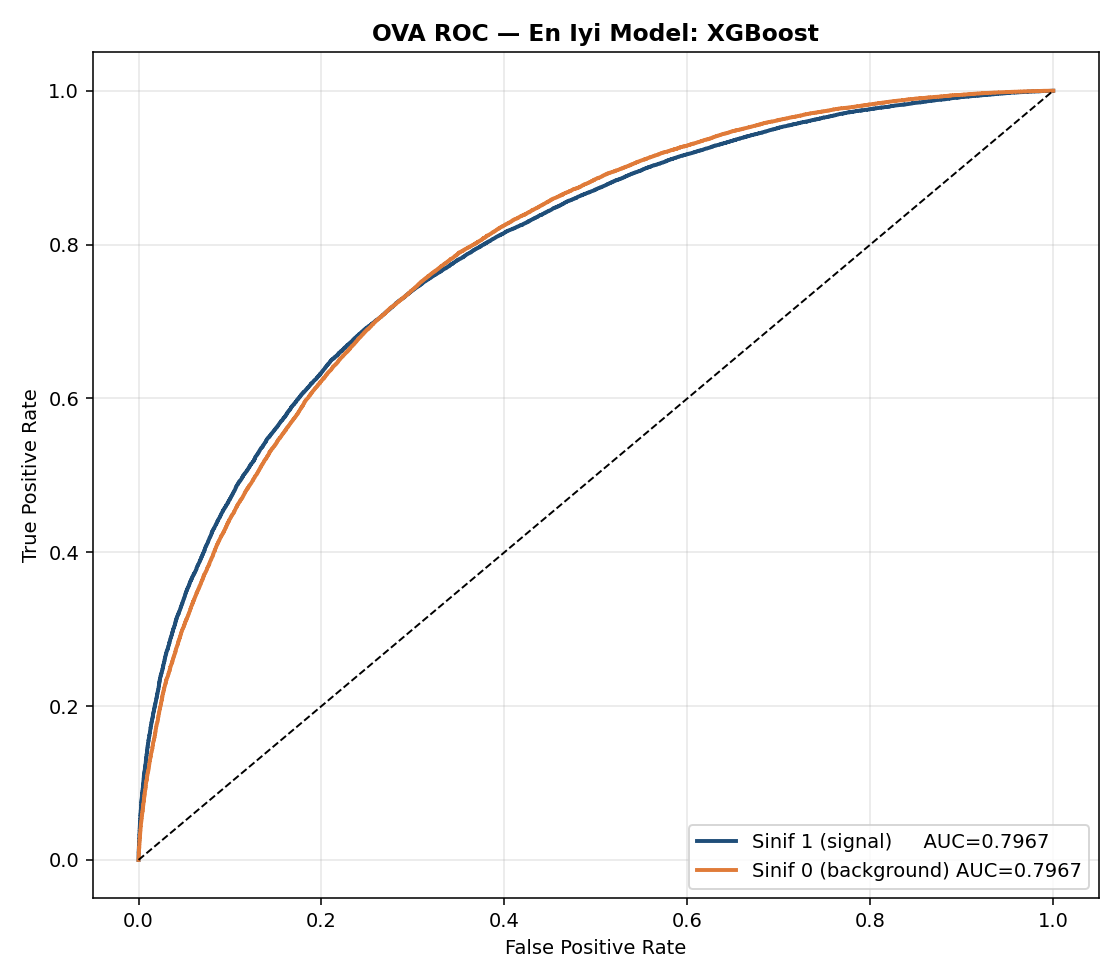 OVA ROC — En Iyi Model: XGBoost
True Positive Rate
1.0
0.8
0.6
0.4
0.2
0.0
Sinif 1 (signal) AUC=0.7967
Sinif 0 (background) AUC=0.7967
0.0 0.2 0.4 0.6 0.8 1.0
False Positive Rate